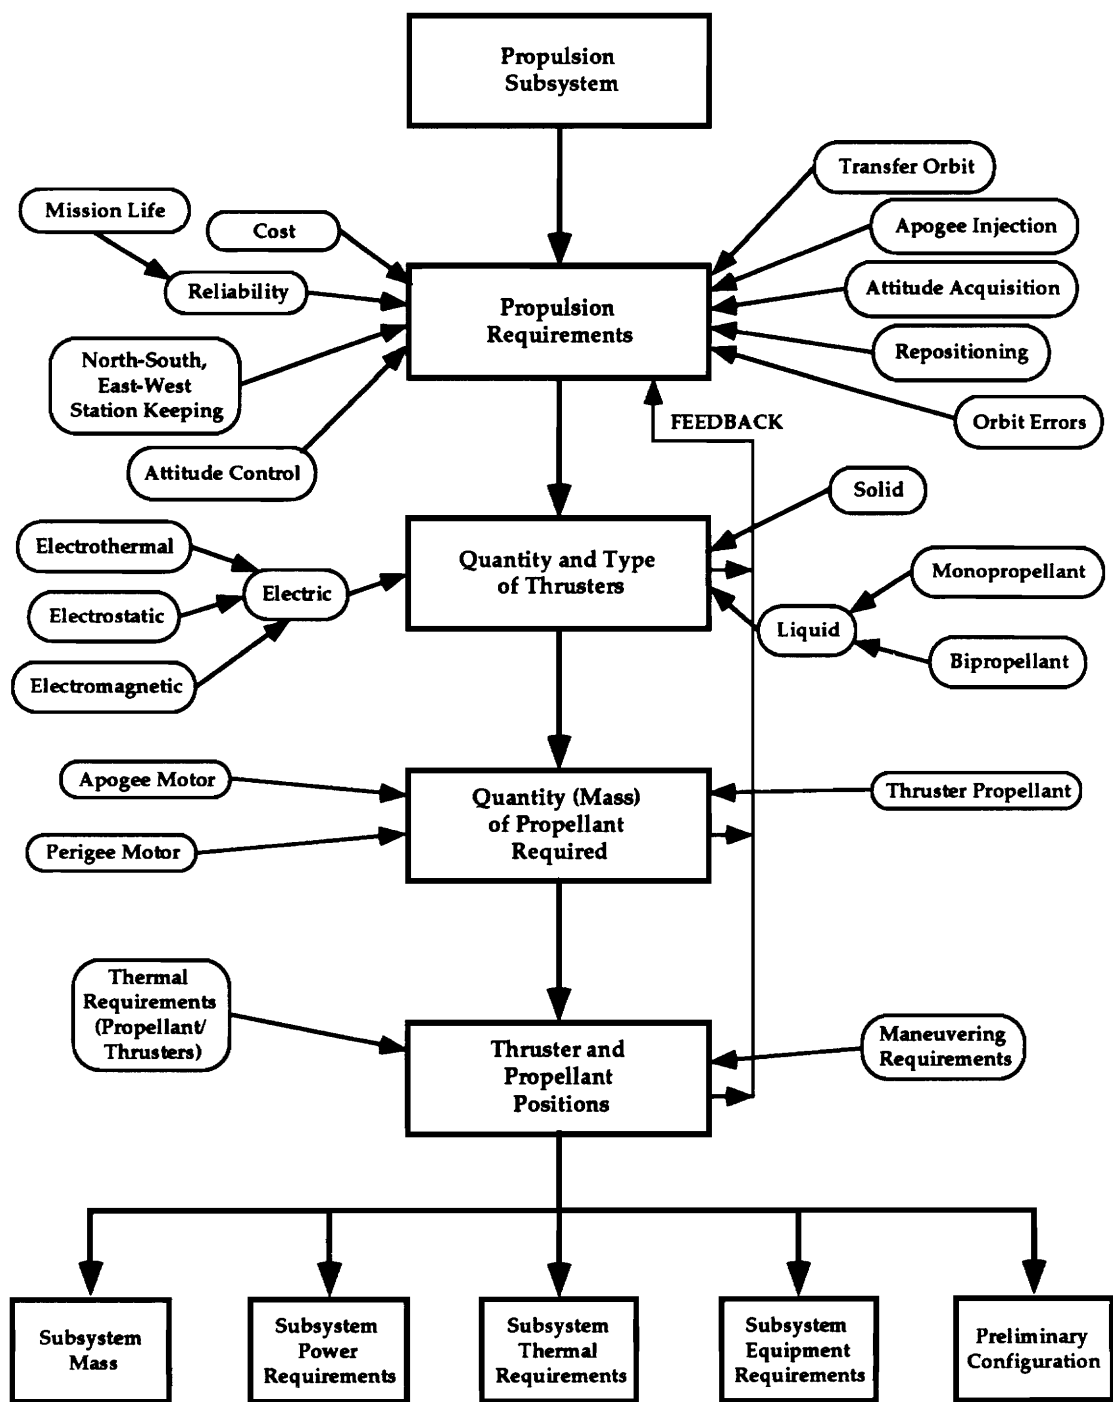 Propulsion
Subsystem
Transfer Orbit
Mission Life
Cost
Apogee Injection
Reliability
Propulsion
Requirements
Attitude Acquisition
North-South,
East-West
Station Keeping
Repositioning
FEEDBACK
Orbit Errors
Attitude Control
Solid
Electrothermal
Electric
Quantity and Type
of Thrusters
Monopropellant
Electrostatic
Liquid
Bipropellant
Electromagnetic
Apogee Motor
Quantity (Mass)
of Propellant
Required
Thruster Propellant
Perigee Motor
Thermal
Requirements
(Propellant/
Thrusters)
Thruster and
Propellant
Positions
Maneuvering
Requirements
Subsystem
Mass
Subsystem
Power
Requirements
Subsystem
Thermal
Requirements
Subsystem
Equipment
Requirements
Preliminary
Configuration